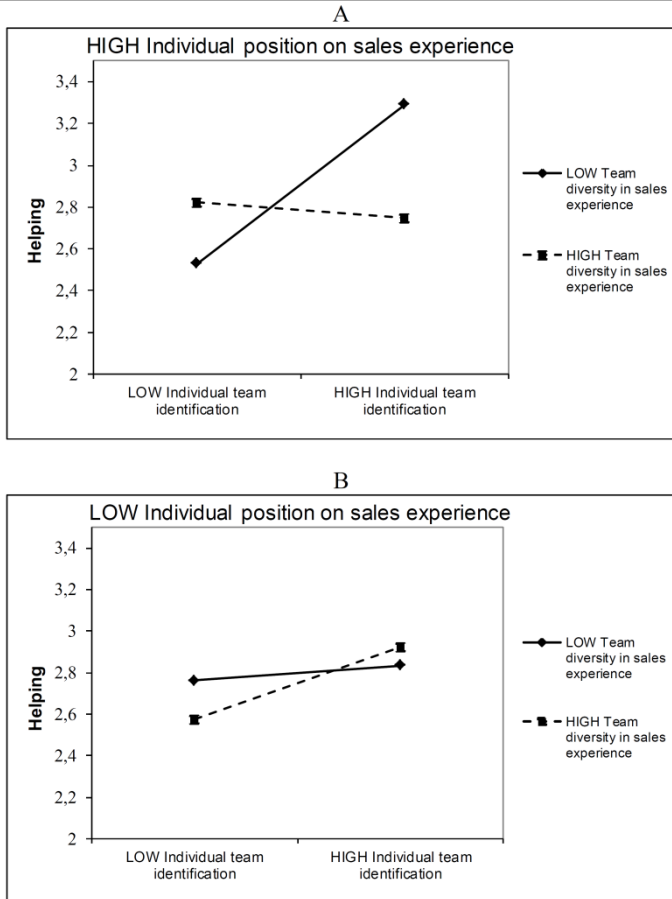 A
HIGH Individual position on sales experience
3,4
3,2
3
2,8
2,6
2,4
2,2
2
Helping
LOW Individual team
identification
HIGH Individual team
identification
LOW Team
diversity in sales
experience
HIGH Team
diversity in sales
experience
B
LOW Individual position on sales experience
3,4
3,2
3
2,8
2,6
2,4
2,2
2
Helping
LOW Individual team
identification
HIGH Individual team
identification
LOW Team
diversity in sales
experience
HIGH Team
diversity in sales
experience